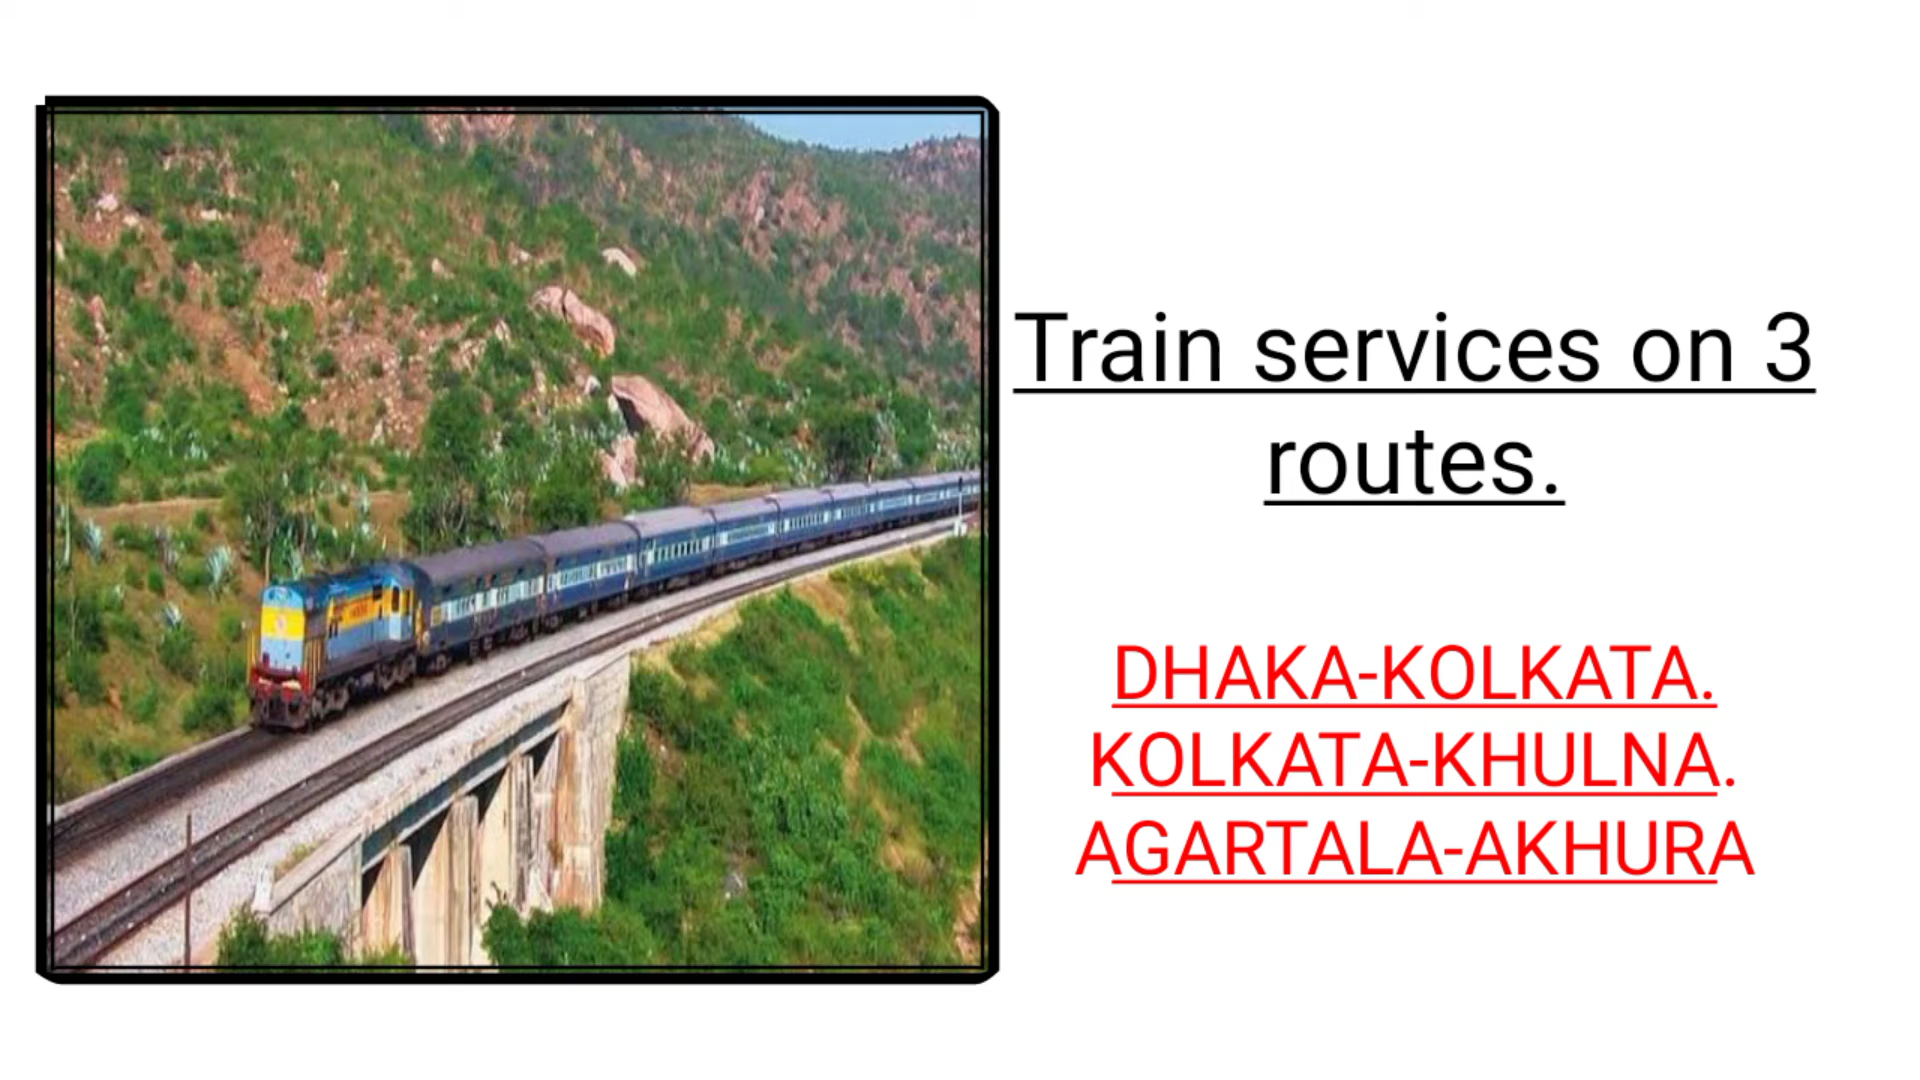 Train services on 3
routes.
DHAKA-KOLKATA.
KOLKATA-KHULNA.
AGARTALA-AKHURA